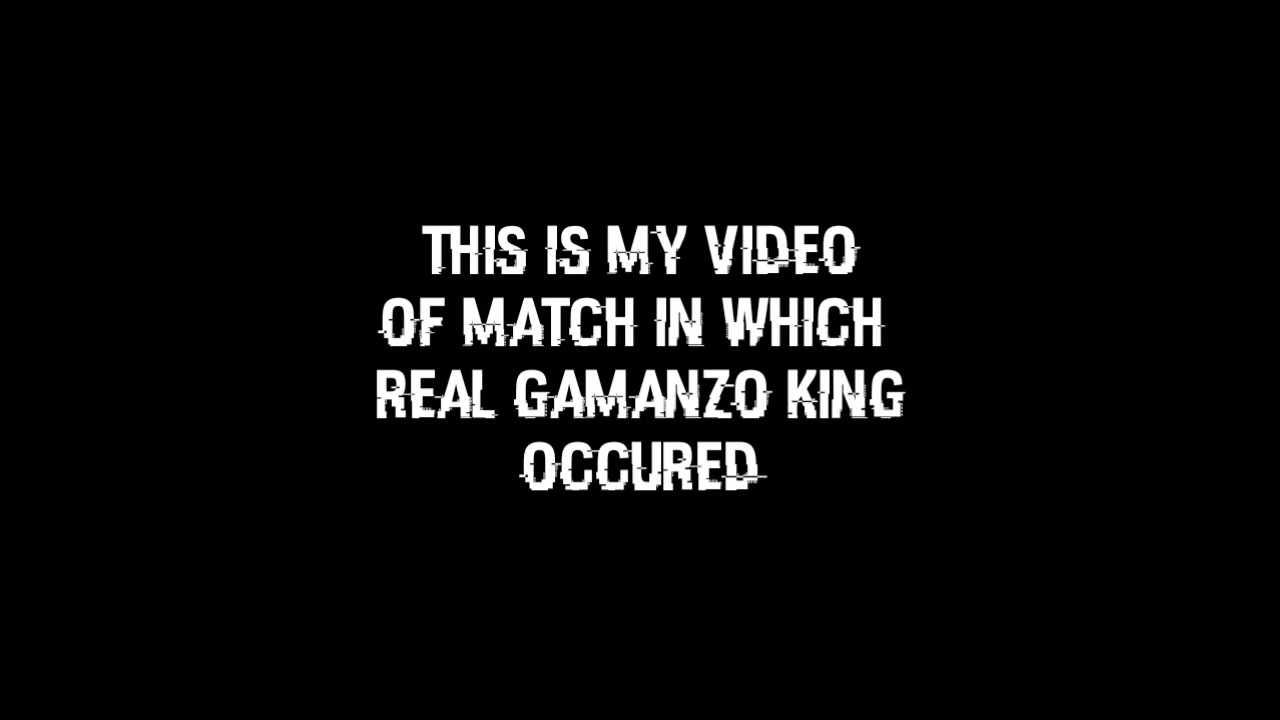 THIS IS MY VIDEO
OF MATCH IN WHICH
REAL GAMANZO KING
OCCURED